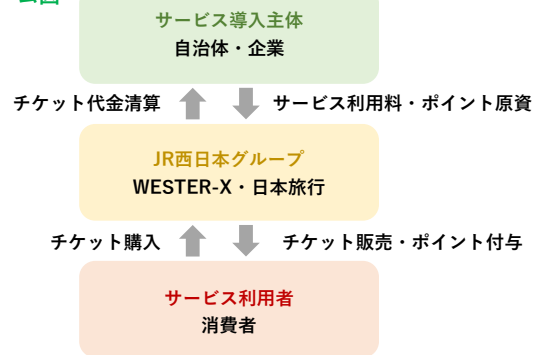 サービス導入主体
自治体・企業
チケット代金清算
サービス利用料・ポイント原資
JR西日本グループ
WESTER-X・日本旅行
チケット購入
チケット販売・ポイント付与
サービス利用者
消費者